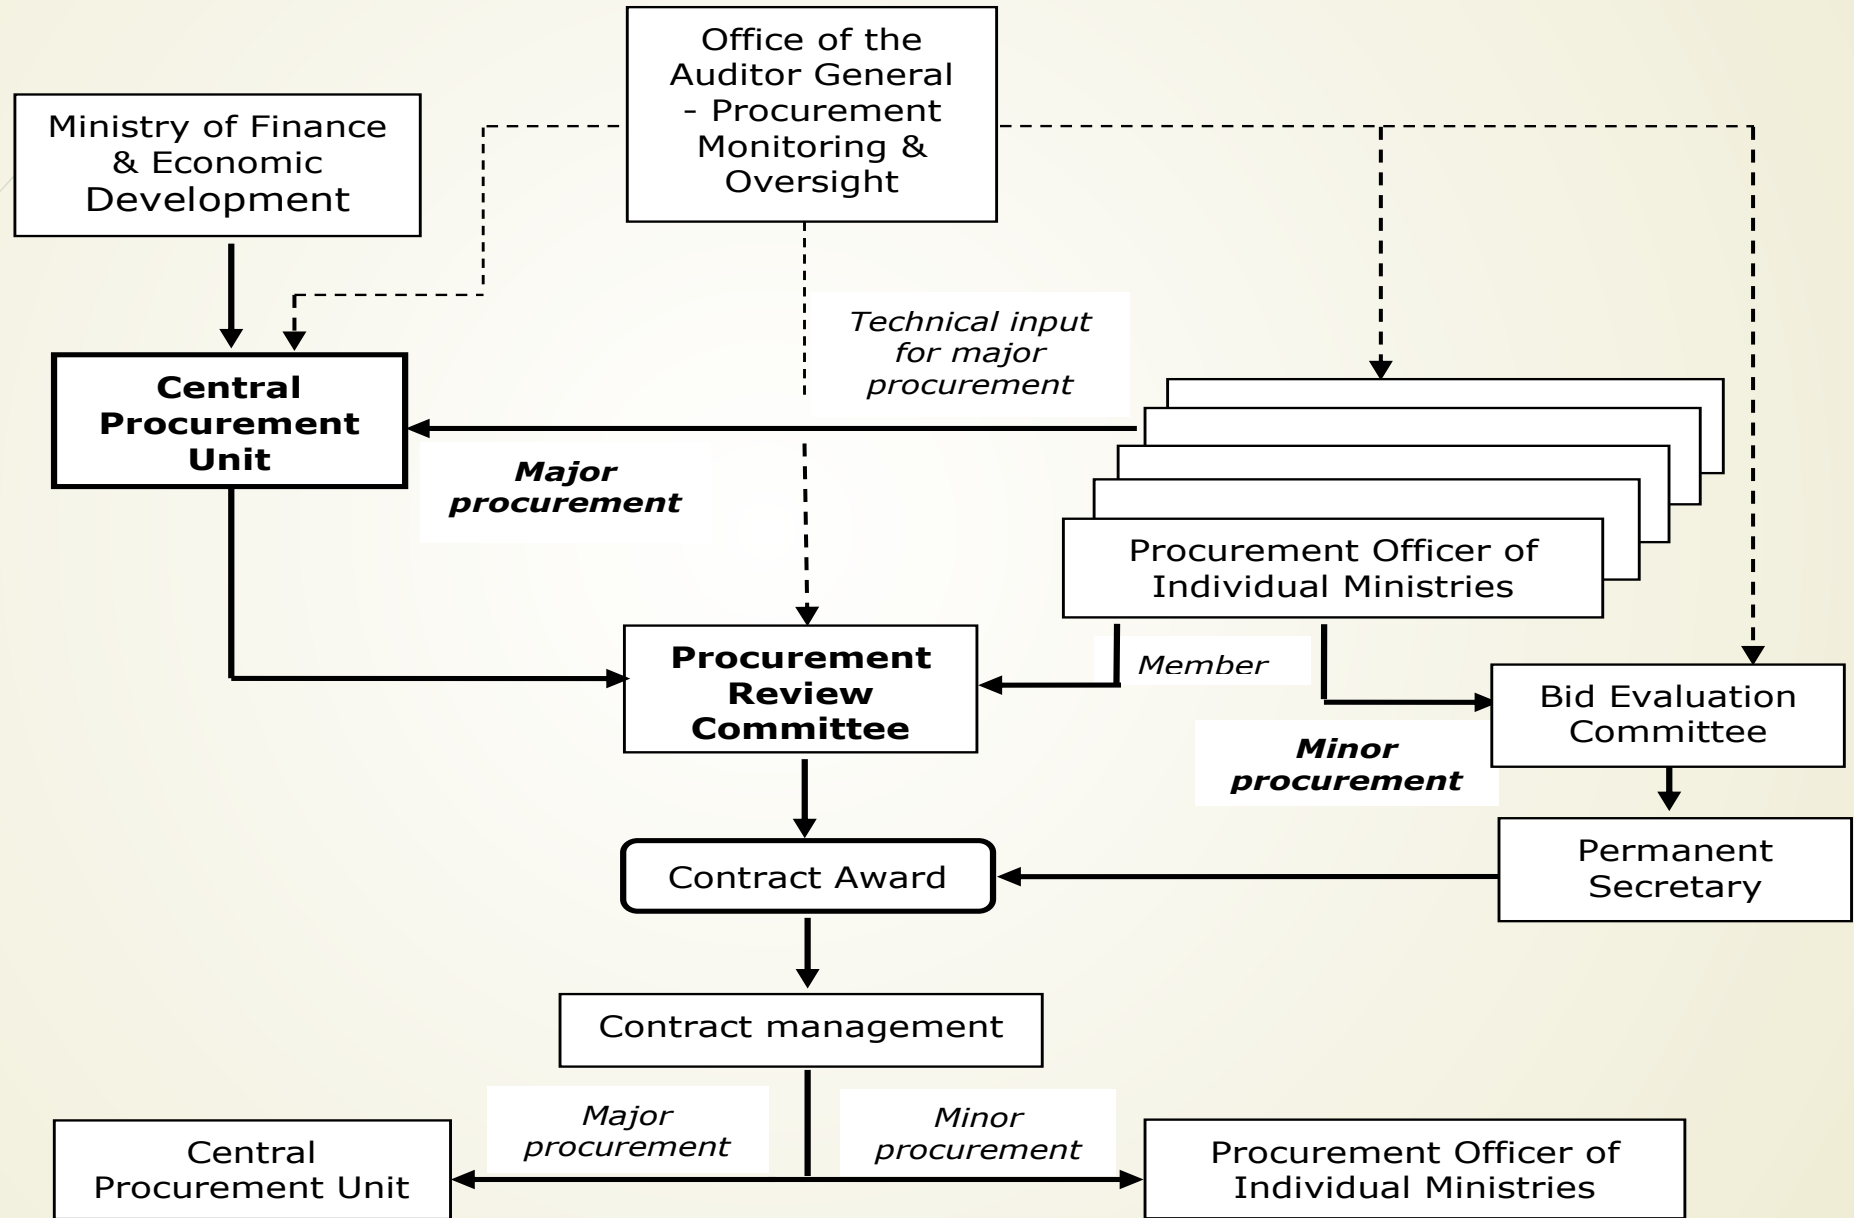 Office of the
Auditor General
- Procurement
Monitoring &
Oversight
Ministry of Finance
& Economic
Development
Technical input
for major
procurement
Central
Procurement
Unit
Major
procurement
Procurement Officer of
Individual Ministries
Procurement
Review
Committee
Member
Bid Evaluation
Committee
Minor
procurement
Permanent
Secretary
Contract Award
Contract management
Major
procurement
Minor
procurement
Central
Procurement Unit
Procurement Officer of
Individual Ministries